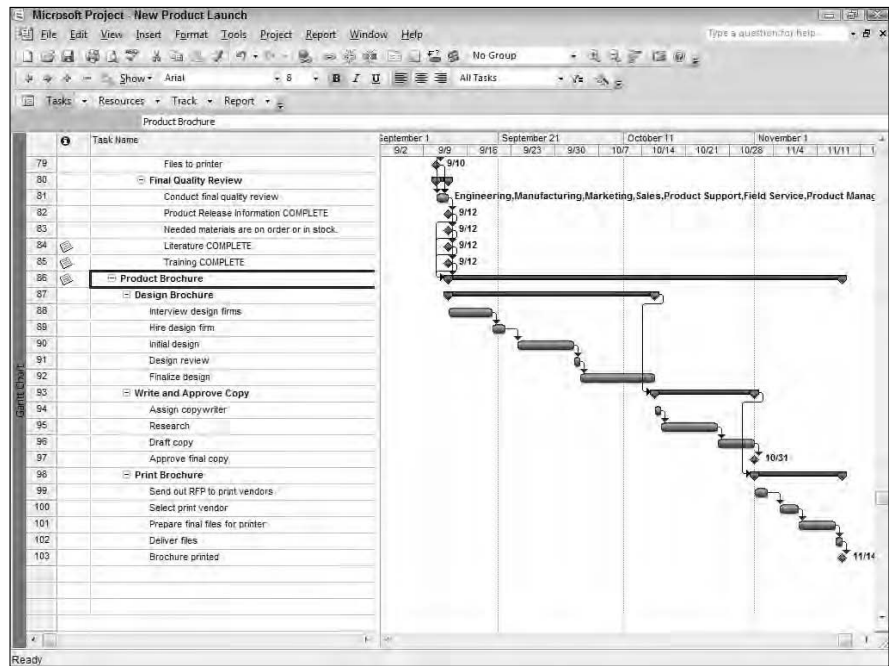 Microsoft Project - New Product Launch
File Edit View Insert Format Tools Project Report Window Help
Type a question for help
No Group
Show Arial 8 B I U All Tasks
Tasks Resources Track Report
Product Brochure
Task Name
September 1 September 21 October 11 November 1
9/2 9/9 9/16 9/23 9/30 10/7 10/14 10/21 10/28 11/4 11/11
79 Files to printer 9/10
80 Final Quality Review
81 Conduct final quality review Engineering,Manufacturing,Marketing,Sales,Product Support,Field Service,Product Manag
82 Product Release Information COMPLETE 9/12
83 Needed materials are on order or in stock. 9/12
84 Literature COMPLETE 9/12
85 Training COMPLETE 9/12
86 Product Brochure
87 Design Brochure
88 Interview design firms
89 Hire design firm
90 Initial design
91 Design review
92 Finalize design
93 Write and Approve Copy
94 Assign copywriter
95 Research
96 Draft copy
97 Approve final copy 10/31
98 Print Brochure
99 Send out RFP to print vendors
100 Select print vendor
101 Prepare final files for printer
102 Deliver files
103 Brochure printed 11/14
Gantt Chart
Ready